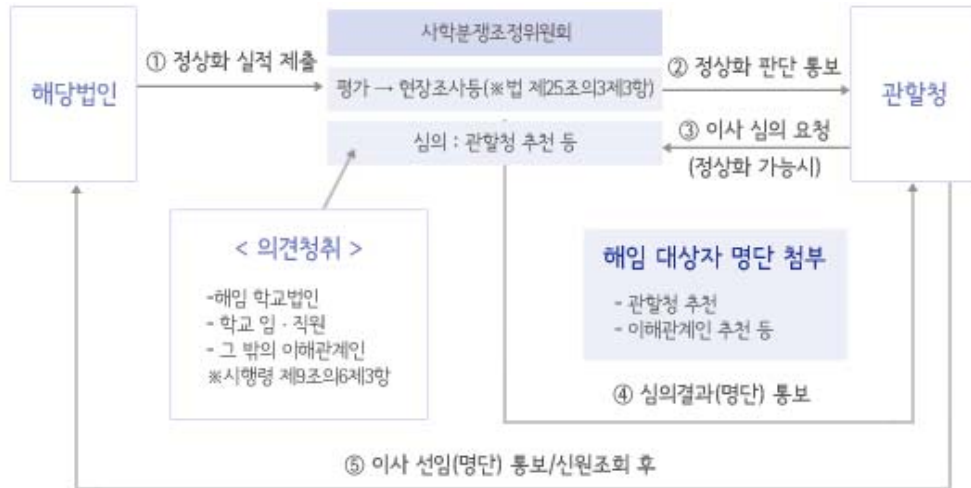 사학분쟁조정위원회
① 정상화 실적 제출
② 정상화 판단 통보
해당법인
평가 → 현장조사등(※법 제25조의3제3항)
관할청
③ 이사 심의 요청
심의 : 관할청 추천 등
(정상화 가능시)
< 의견청취 >
-해임 학교법인
- 학교 임 · 직원
- 그 밖의 이해관계인
※시행령 제9조의6제3항
해임 대상자 명단 첨부
- 관할청 추천
- 이해관계인 추천 등
④ 심의결과(명단) 통보
⑤ 이사 선임(명단) 통보/신원조회 후